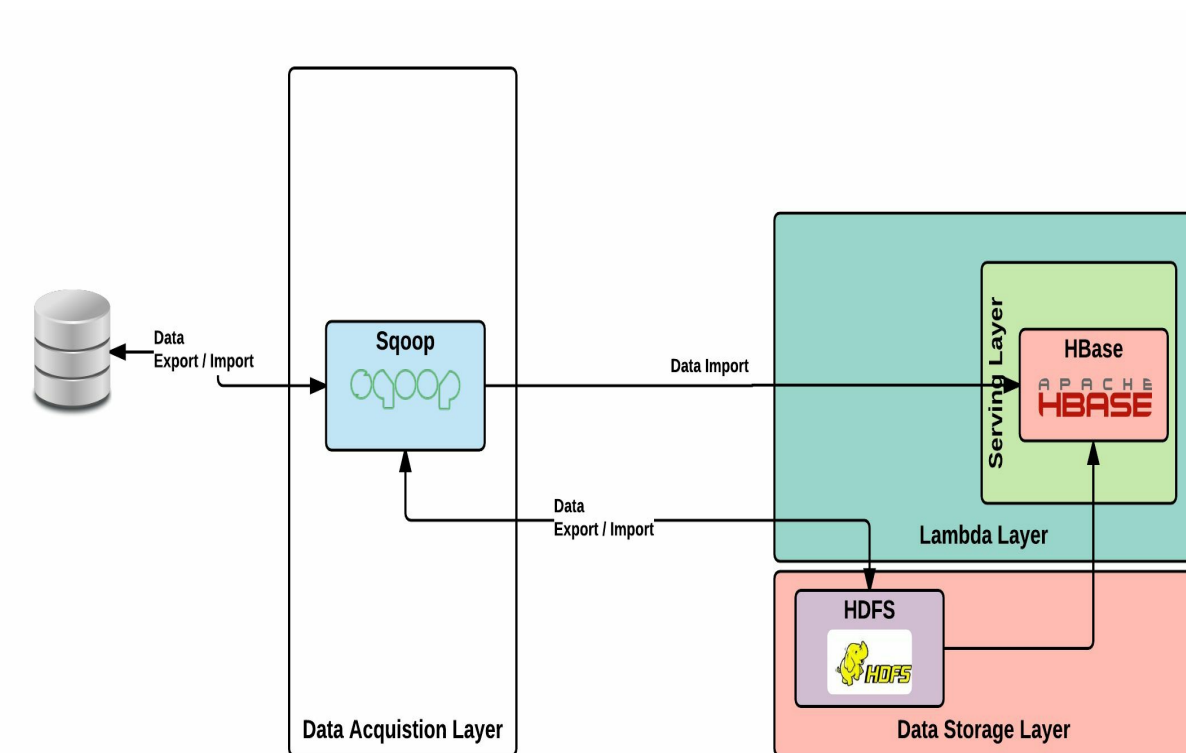 Data
Export / Import
Sqoop
sqoop
Data Import
Serving Layer
HBase
APACHE
HBASE
Data
Export / Import
Lambda Layer
HDFS
HDFS
Data Acquistion Layer
Data Storage Layer